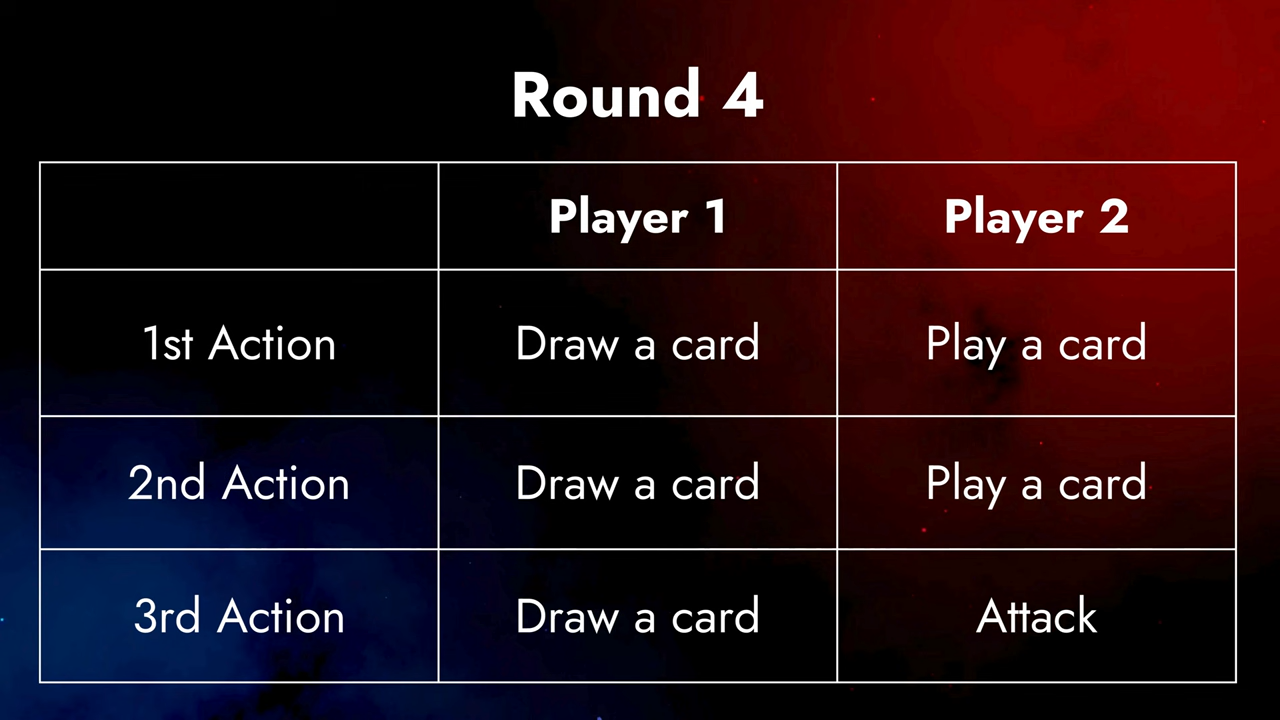 Round 4
Player 1 Player 2
1st Action Draw a card Play a card
2nd Action Draw a card Play a card
3rd Action Draw a card Attack